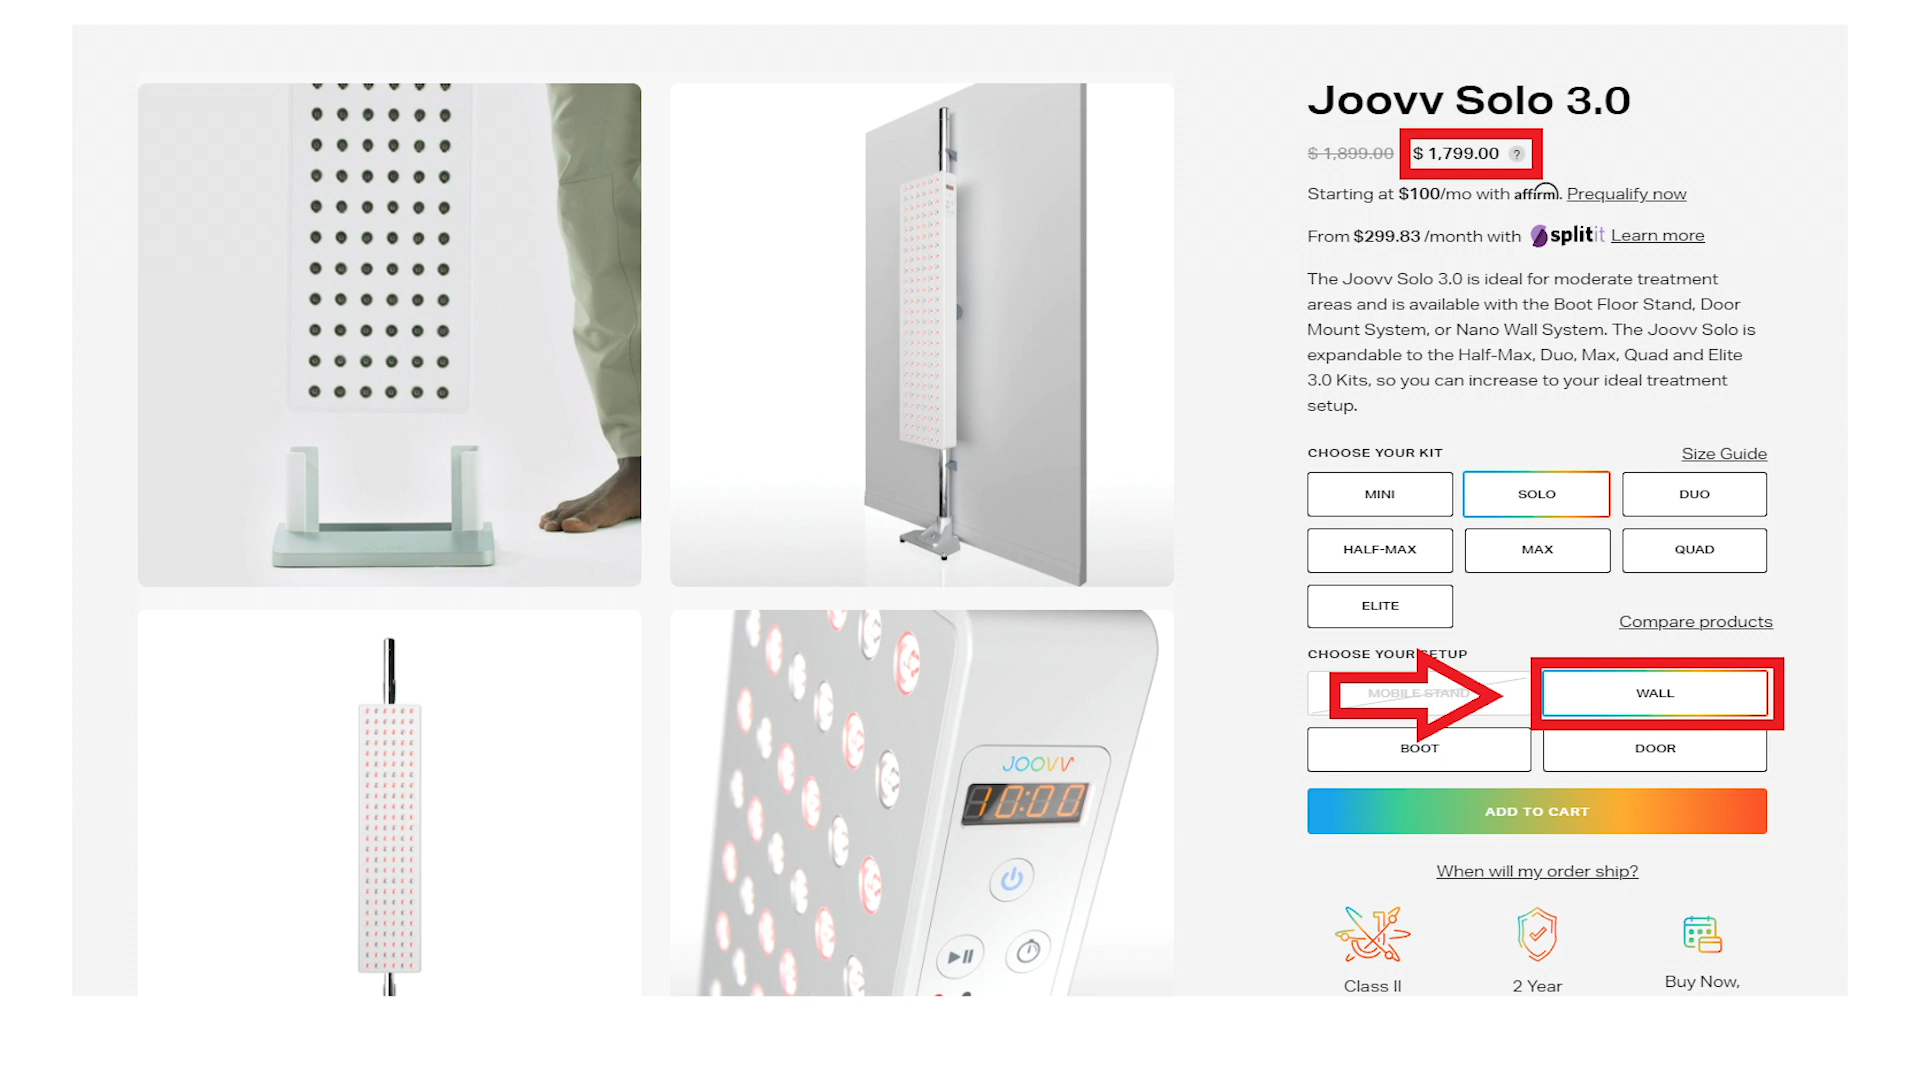 Joovv Solo 3.0
$ 1,899.00 $ 1,799.00 ?
Starting at $100/mo with affirm. Prequalify now
From $299.83 /month with splitit Learn more
The Joovv Solo 3.0 is ideal for moderate treatment
areas and is available with the Boot Floor Stand, Door
Mount System, or Nano Wall System. The Joovv Solo is
expandable to the Half-Max, Duo, Max, Quad and Elite
3.0 Kits, so you can increase to your ideal treatment
setup.
CHOOSE YOUR KIT Size Guide
MINI SOLO DUO
HALF-MAX MAX QUAD
ELITE
Compare products
CHOOSE YOUR SETUP
MOBILE STAND WALL
BOOT DOOR
ADD TO CART
When will my order ship?
Class II 2 Year Buy Now,
JOOVV
10:00